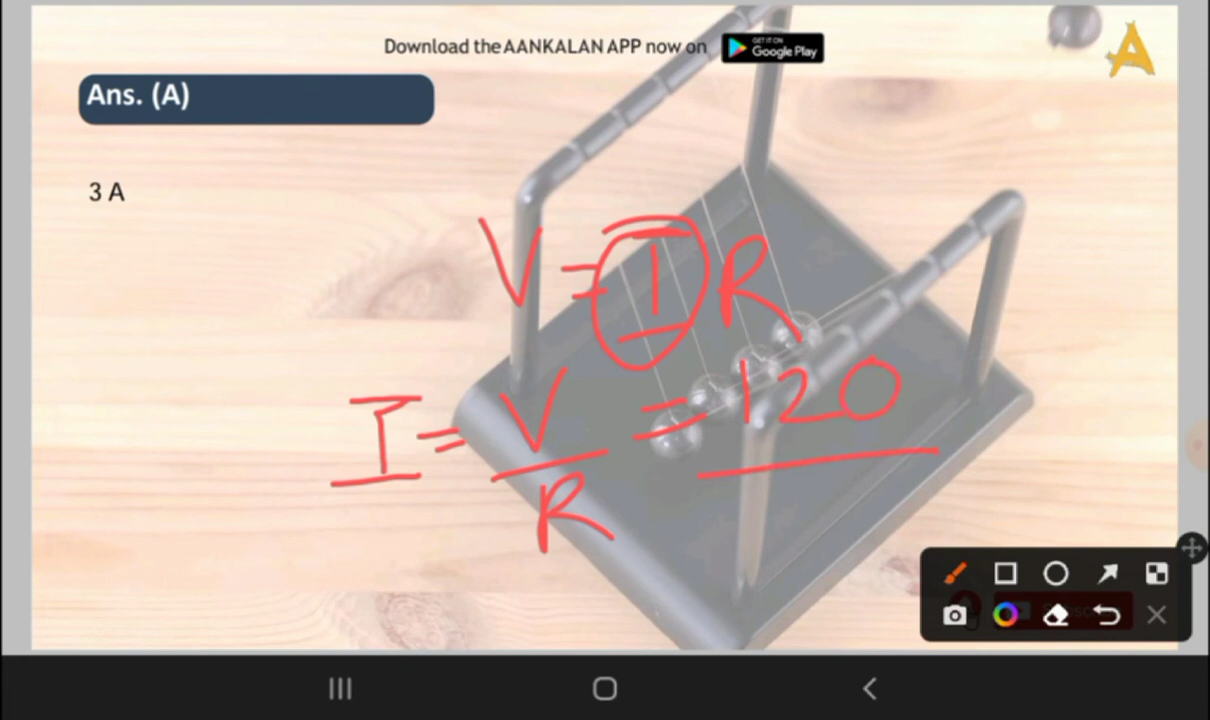 Download the AANKALAN APP now on
GET IT ON
Google Play
A
Ans. (A)
3 A
V = I R
I = V / R = 120